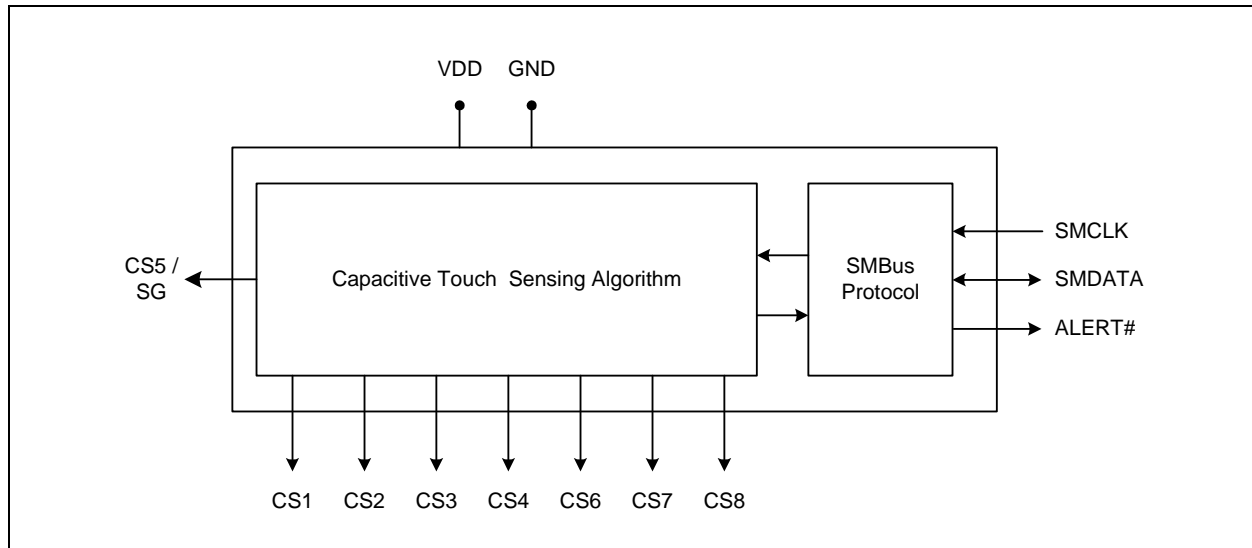 VDD GND
CS5 /
SG
Capacitive Touch Sensing Algorithm
SMBus
Protocol
SMCLK
SMDATA
ALERT#
CS1 CS2 CS3 CS4 CS6 CS7 CS8